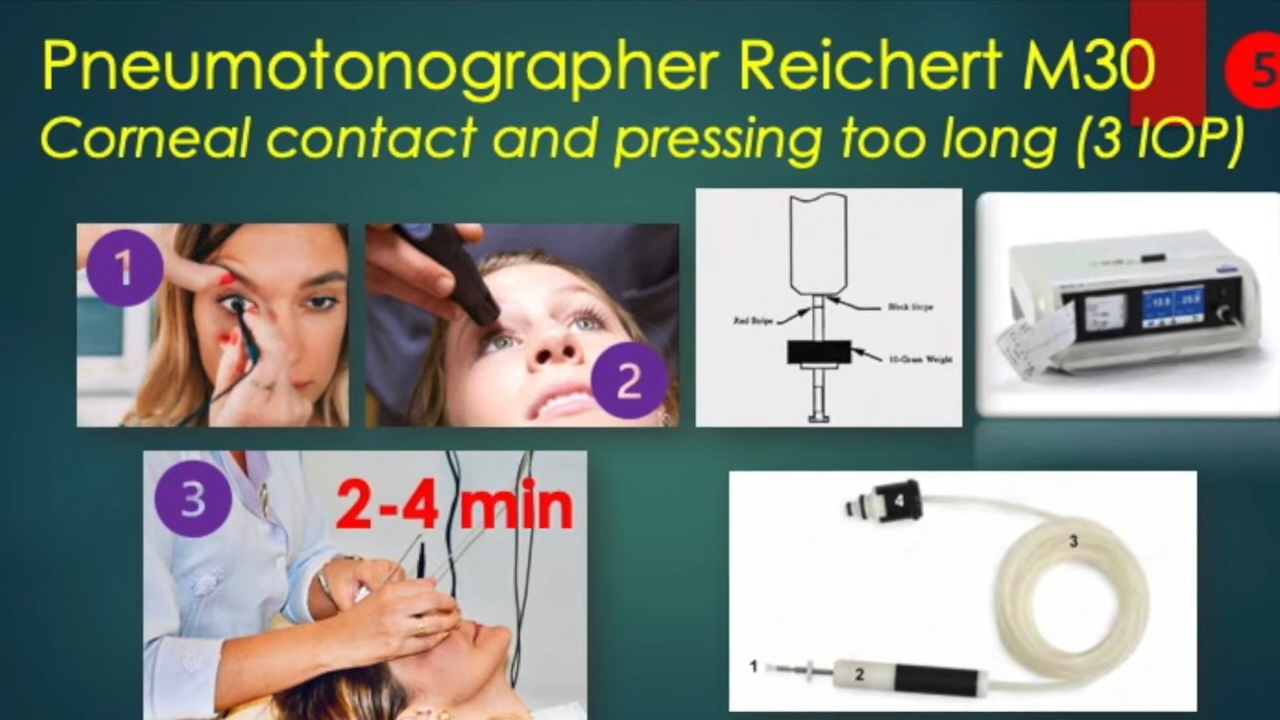 Pneumotonographer Reichert M30
5
Corneal contact and pressing too long (3 IOP)
1
2
Black Stripe
Red Stripe
10-Gram Weight
3
2-4 min
4
3
1
2